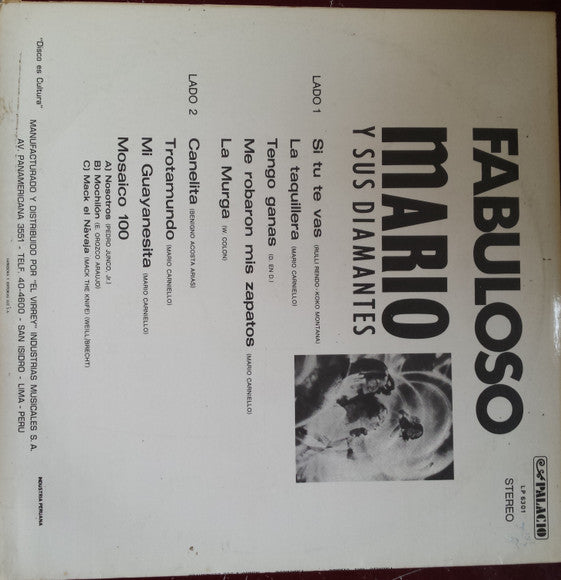 FABULOSO
PALACIO
LP 6301
STEREO
MARIO
Y SUS DIAMANTES
LADO 1
Si tu te vas (RULLI RENDO - KOKO MONTANA)
La taquillera (MARIO CARNIELLO)
Tengo ganas (D. EN D.)
Me robaron mis zapatos (MARIO CARNIELLO)
La Murga (W. COLON)
LADO 2
Canelita (BENIGNO ACOSTA ARIAS)
Trotamundo (MARIO CARNIELLO)
Mi Guayanesita (MARIO CARNIELLO)
Mosaico 100
A) Nosotros (PEDRO JUNCO, Jr.)
B) Mochilón (E. OROZCO ARAUJO)
C) Mack el Navaja (MACK THE KNIFE) (WEILL/BRECHT)
"Disco es Cultura"
MANUFACTURADO Y DISTRIBUIDO POR "EL VIRREY" INDUSTRIAS MUSICALES S. A.
AV. PANAMERICANA 3551 - TELF. 40-4600 - SAN ISIDRO - LIMA - PERU
INDUSTRIA PERUANA